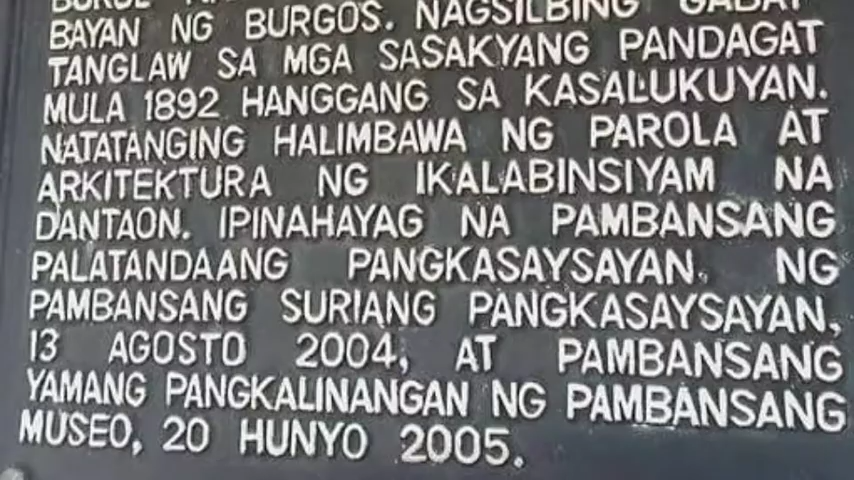 BAYAN NG BURGOS. NAGSILBING GABAY
TANGLAW SA MGA SASAKYANG PANDAGAT
MULA 1892 HANGGANG SA KASALUKUYAN.
NATATANGING HALIMBAWA NG PAROLA AT
ARKITEKTURA NG IKALABINSIYAM NA
DANTAON. IPINAHAYAG NA PAMBANSANG
PALATANDAANG PANGKASAYSAYAN, NG
PAMBANSANG SURIANG PANGKASAYSAYAN,
13 AGOSTO 2004, AT PAMBANSANG
YAMANG PANGKALINANGAN NG PAMBANSANG
MUSEO, 20 HUNYO 2005.